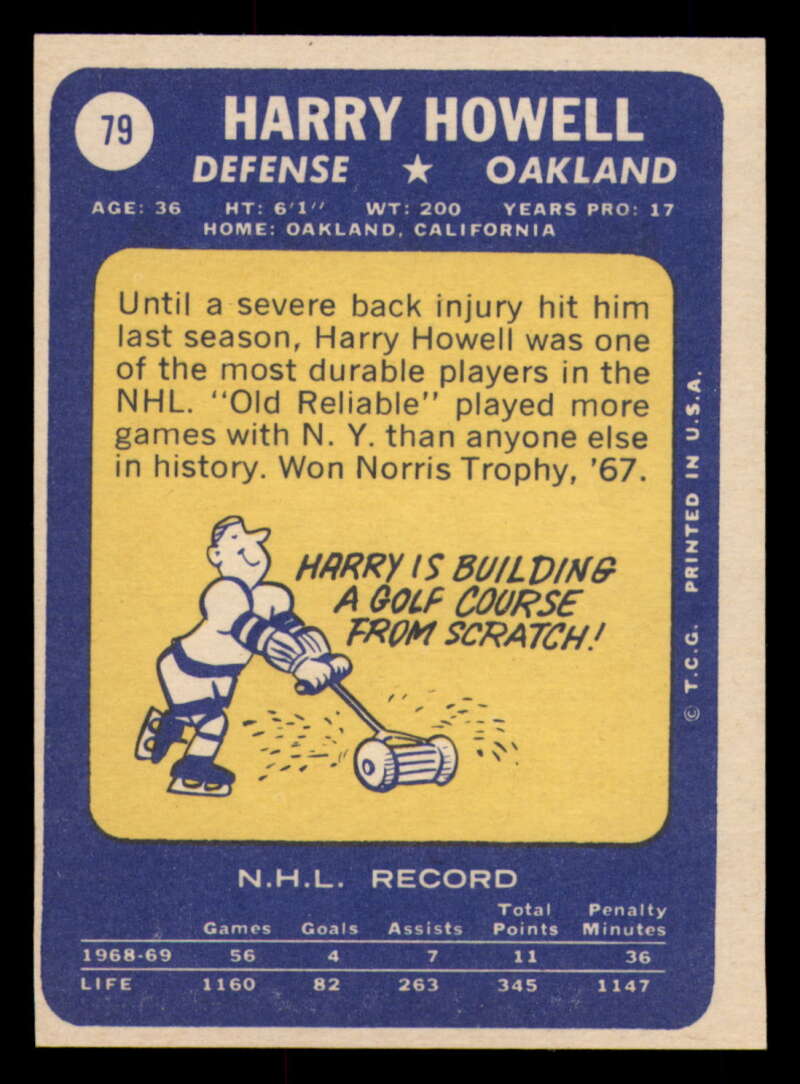 79
HARRY HOWELL
DEFENSE ★ OAKLAND
AGE: 36 HT: 6'1'' WT: 200 YEARS PRO: 17
HOME: OAKLAND, CALIFORNIA
Until a severe back injury hit him
last season, Harry Howell was one
of the most durable players in the
NHL. "Old Reliable" played more
games with N. Y. than anyone else
in history. Won Norris Trophy, '67.
HARRY IS BUILDING
A GOLF COURSE
FROM SCRATCH!
© T.C.G. PRINTED IN U.S.A.
N.H.L. RECORD
Games Goals Assists Total Points Penalty Minutes
1968-69 56 4 7 11 36
LIFE 1160 82 263 345 1147